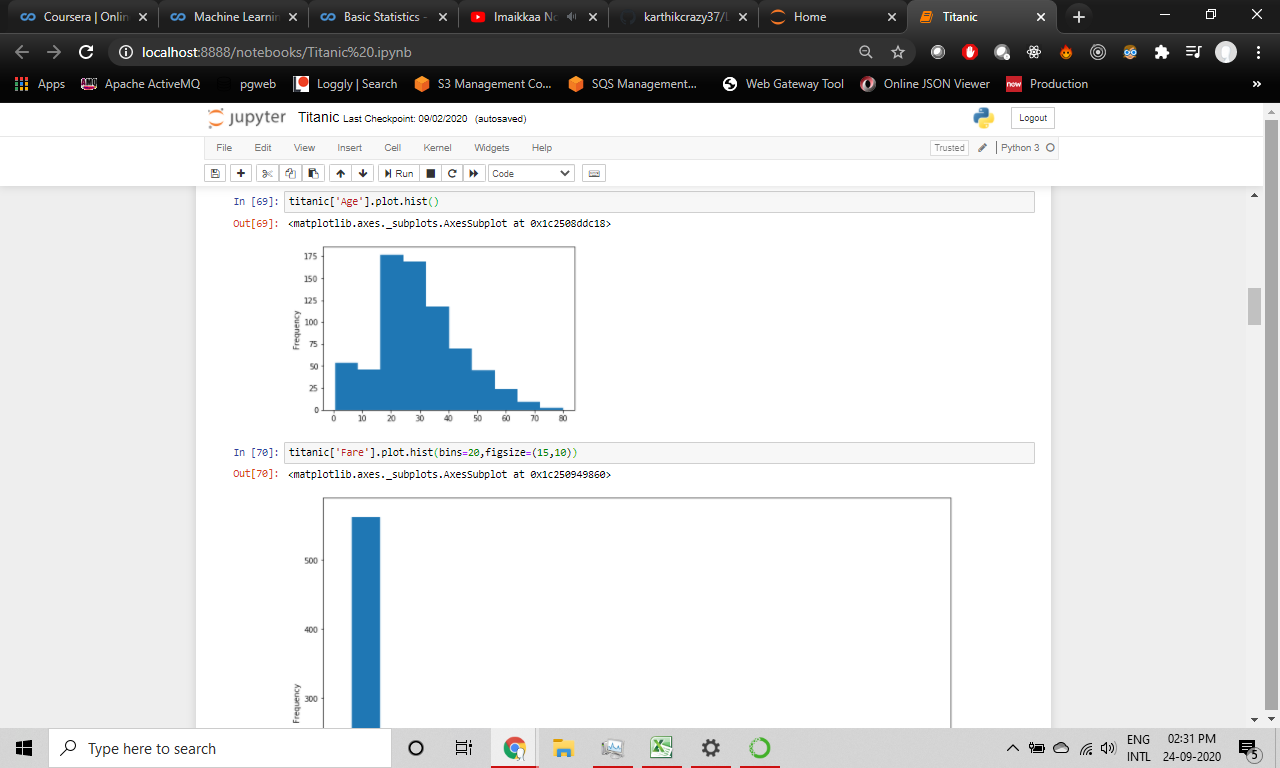 Coursera | Onlin
Machine Learnin
Basic Statistics -
Imaikkaa No
karthikcrazy37/L
Home
Titanic
localhost:8888/notebooks/Titanic%20.ipynb
Apps
Apache ActiveMQ
pgweb
Loggly | Search
S3 Management Co...
SQS Management...
Web Gateway Tool
Online JSON Viewer
now
Production
»
jupyter Titanic Last Checkpoint: 09/02/2020 (autosaved)
Logout
File Edit View Insert Cell Kernel Widgets Help
Trusted
Python 3
Run
Code
In [69]: titanic['Age'].plot.hist()
Out[69]: <matplotlib.axes._subplots.AxesSubplot at 0x1c2508ddc18>
175
150
125
100
75
50
25
0
Frequency
0 10 20 30 40 50 60 70 80
In [70]: titanic['Fare'].plot.hist(bins=20,figsize=(15,10))
Out[70]: <matplotlib.axes._subplots.AxesSubplot at 0x1c250949860>
500
400
300
Frequency
Type here to search
ENG
INTL
02:31 PM
24-09-2020
5